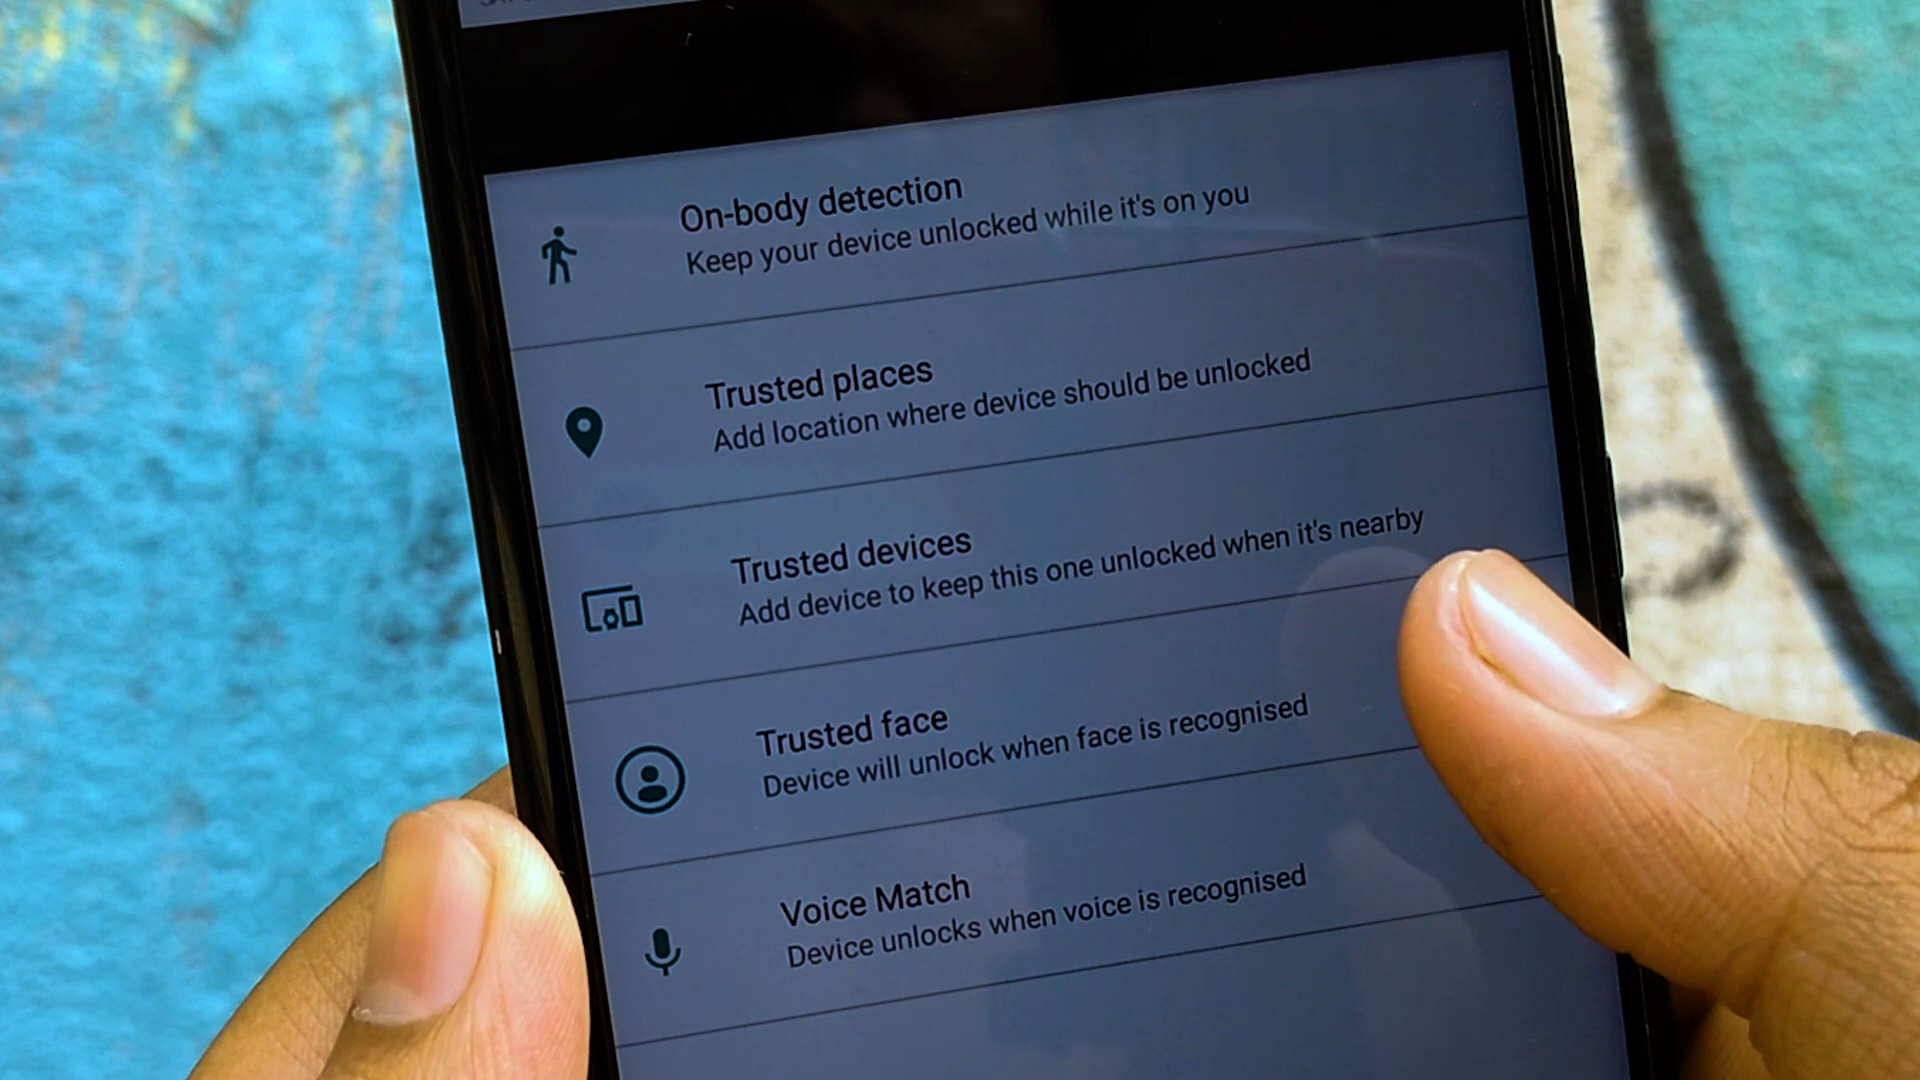 On-body detection
Keep your device unlocked while it's on you
Trusted places
Add location where device should be unlocked
Trusted devices
Add device to keep this one unlocked when it's nearby
Trusted face
Device will unlock when face is recognised
Voice Match
Device unlocks when voice is recognised